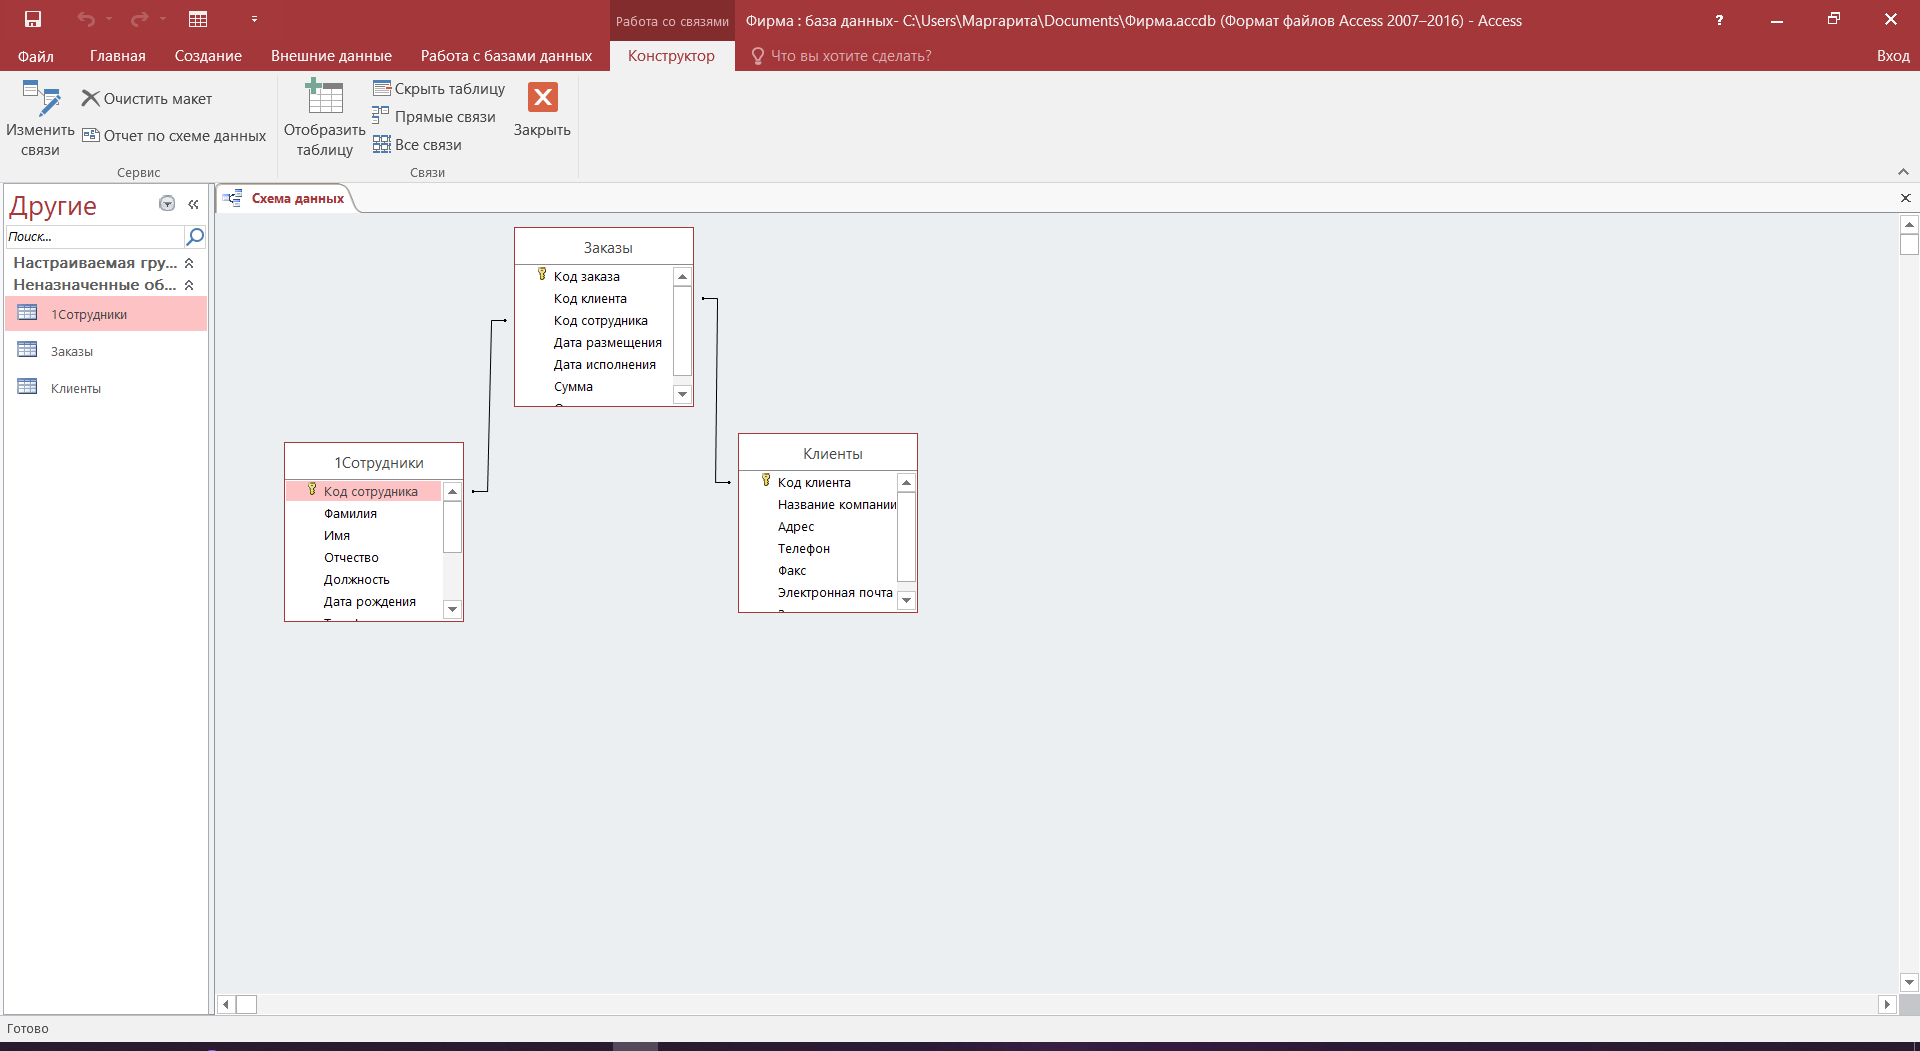 Работа со связями
Фирма : база данных- C:\Users\Маргарита\Documents\Фирма.accdb (Формат файлов Access 2007–2016) - Access
?
Файл
Главная
Создание
Внешние данные
Работа с базами данных
Конструктор
Что вы хотите сделать?
Вход
Изменить
связи
Очистить макет
Отчет по схеме данных
Сервис
Отобразить
таблицу
Скрыть таблицу
Прямые связи
Все связи
Закрыть
Связи
Другие
Поиск...
Настраиваемая гру...
Неназначенные об...
1Сотрудники
Заказы
Клиенты
Схема данных
Заказы
Код заказа
Код клиента
Код сотрудника
Дата размещения
Дата исполнения
Сумма
1Сотрудники
Код сотрудника
Фамилия
Имя
Отчество
Должность
Дата рождения
Клиенты
Код клиента
Название компании
Адрес
Телефон
Факс
Электронная почта
Готово